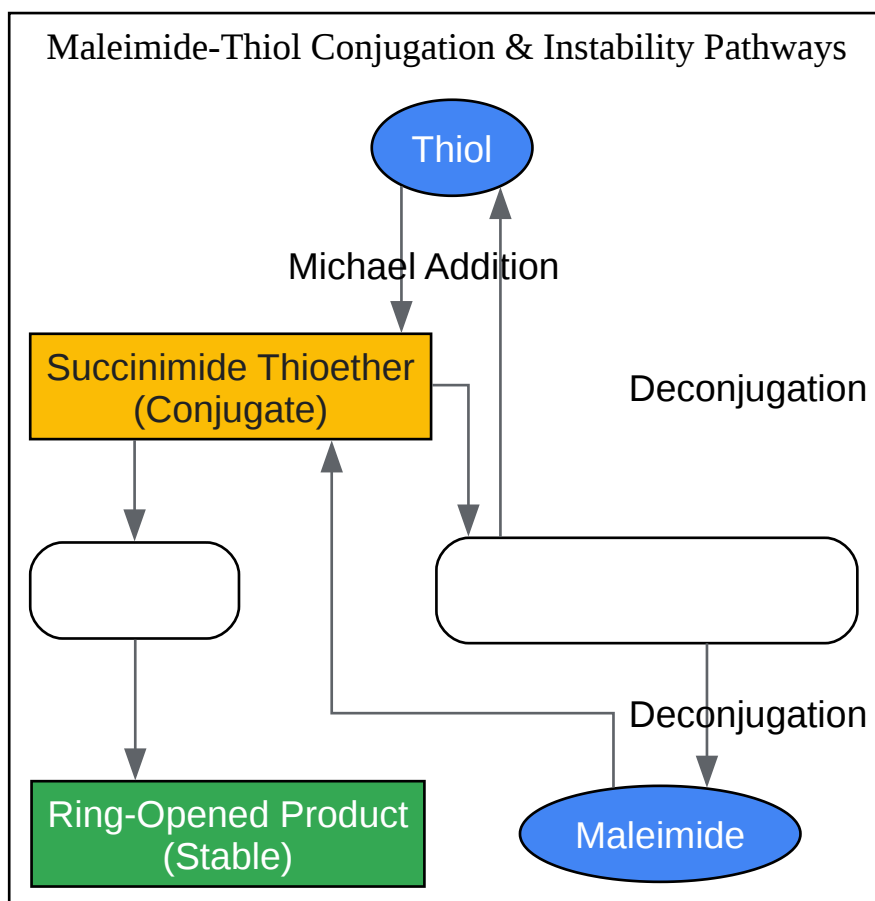 Maleimide-Thiol Conjugation & Instability Pathways
Thiol
Michael Addition
Succinimide Thioether
(Conjugate)
Deconjugation
Deconjugation
Ring-Opened Product
(Stable)
Maleimide